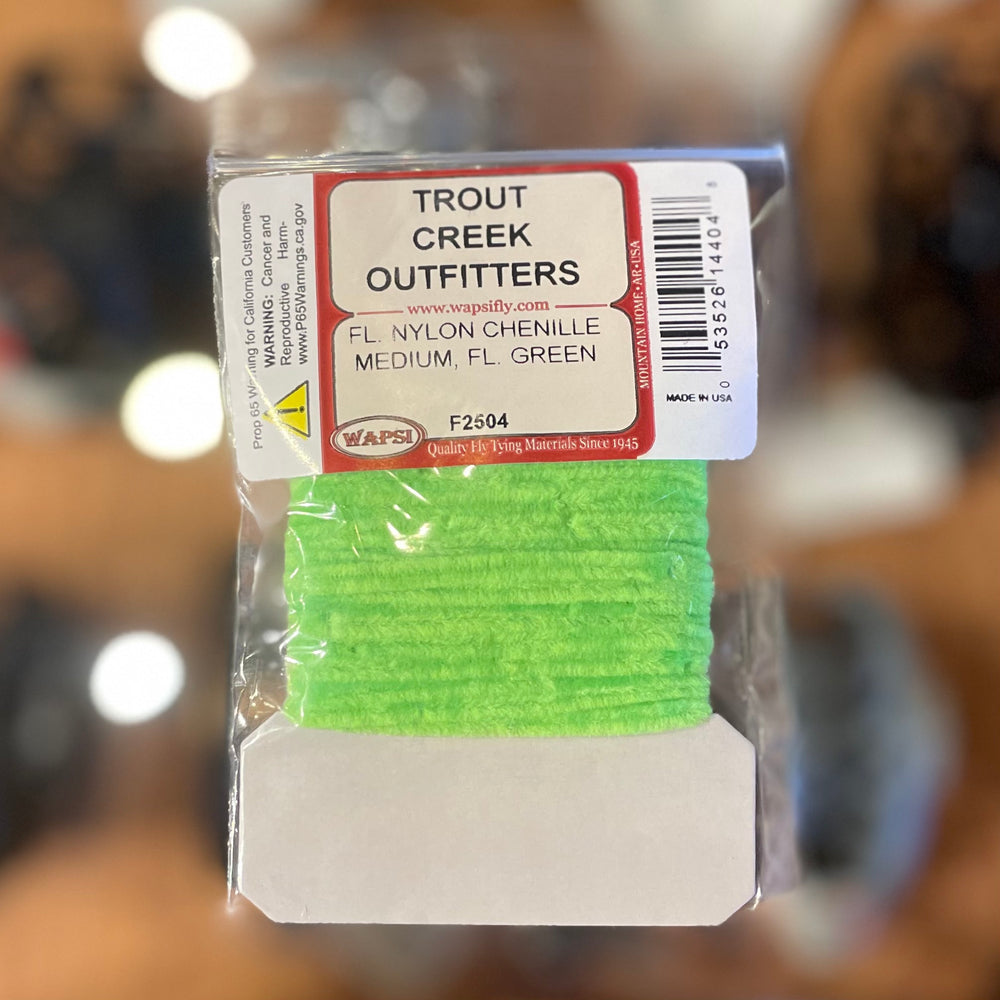 Prop 65 Warning for California Customers
WARNING: Cancer and
Reproductive Harm-
www.P65Warnings.ca.gov
TROUT
CREEK
OUTFITTERS
www.wapsifly.com
FL. NYLON CHENILLE
MEDIUM, FL. GREEN
F2504
WAPSI
Quality Fly Tying Materials Since 1945
MOUNTAIN HOME • AR • USA
0 53526 14404 8
MADE IN USA